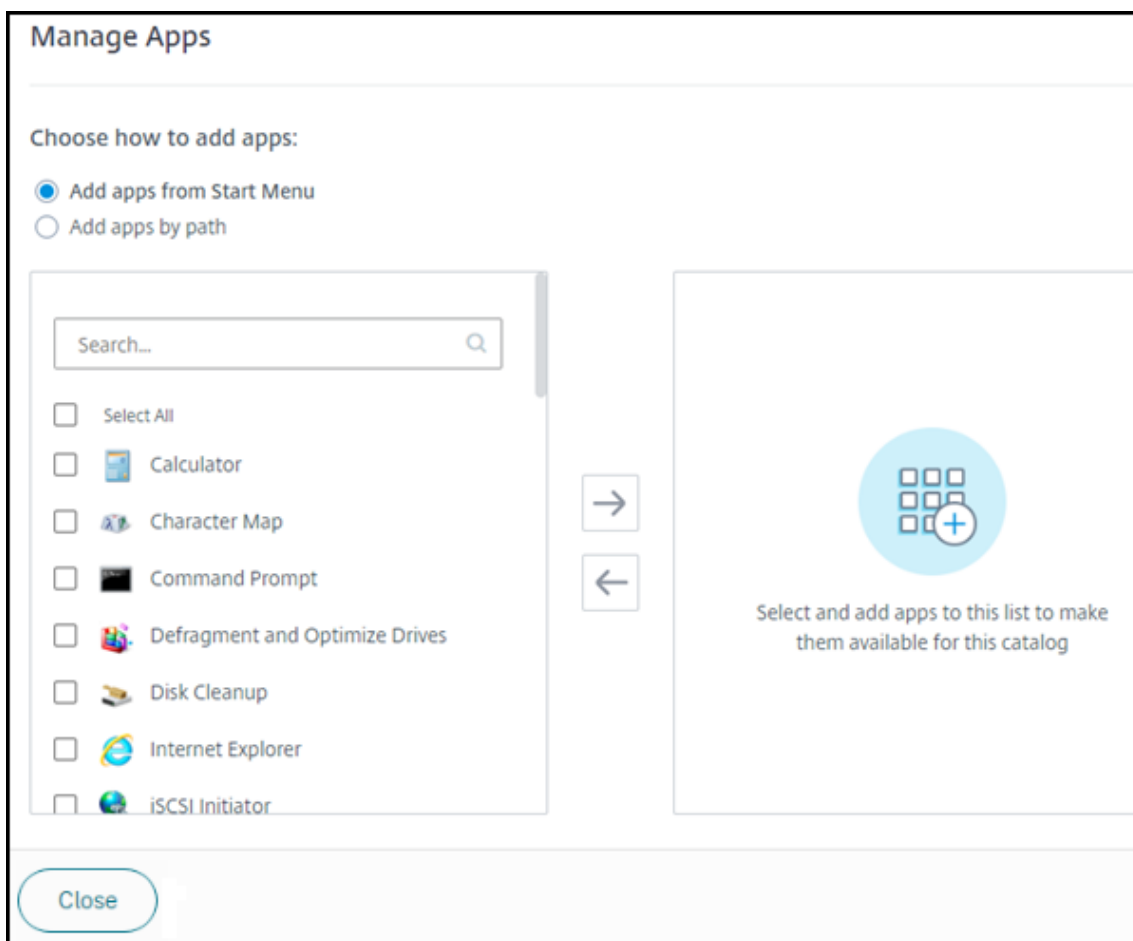 Manage Apps
Choose how to add apps:
Add apps from Start Menu
Add apps by path
Search...
Select All
Calculator
Character Map
Command Prompt
Defragment and Optimize Drives
Disk Cleanup
Internet Explorer
iSCSI Initiator
Select and add apps to this list to make
them available for this catalog
Close